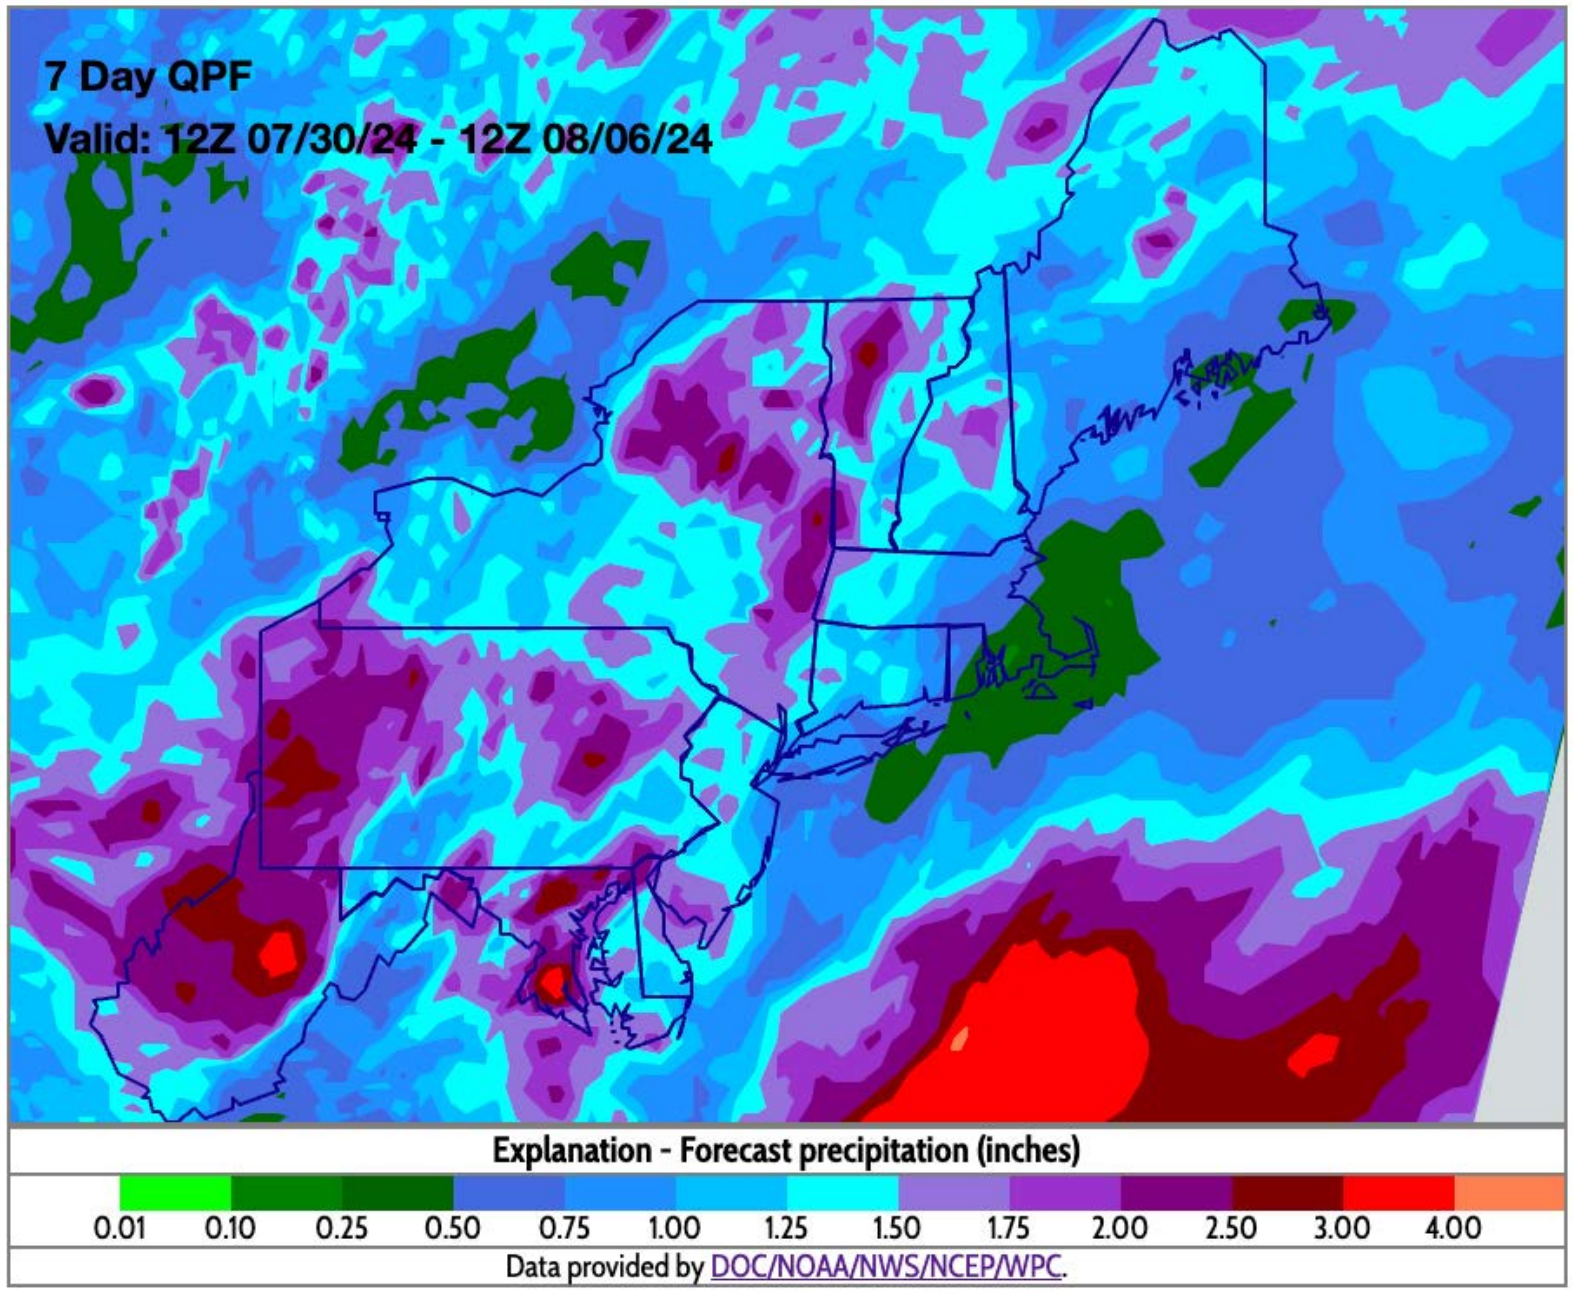 7 Day QPF
Valid: 12Z 07/30/24 - 12Z 08/06/24
Explanation - Forecast precipitation (inches)
0.01 0.10 0.25 0.50 0.75 1.00 1.25 1.50 1.75 2.00 2.50 3.00 4.00
Data provided by DOC/NOAA/NWS/NCEP/WPC.